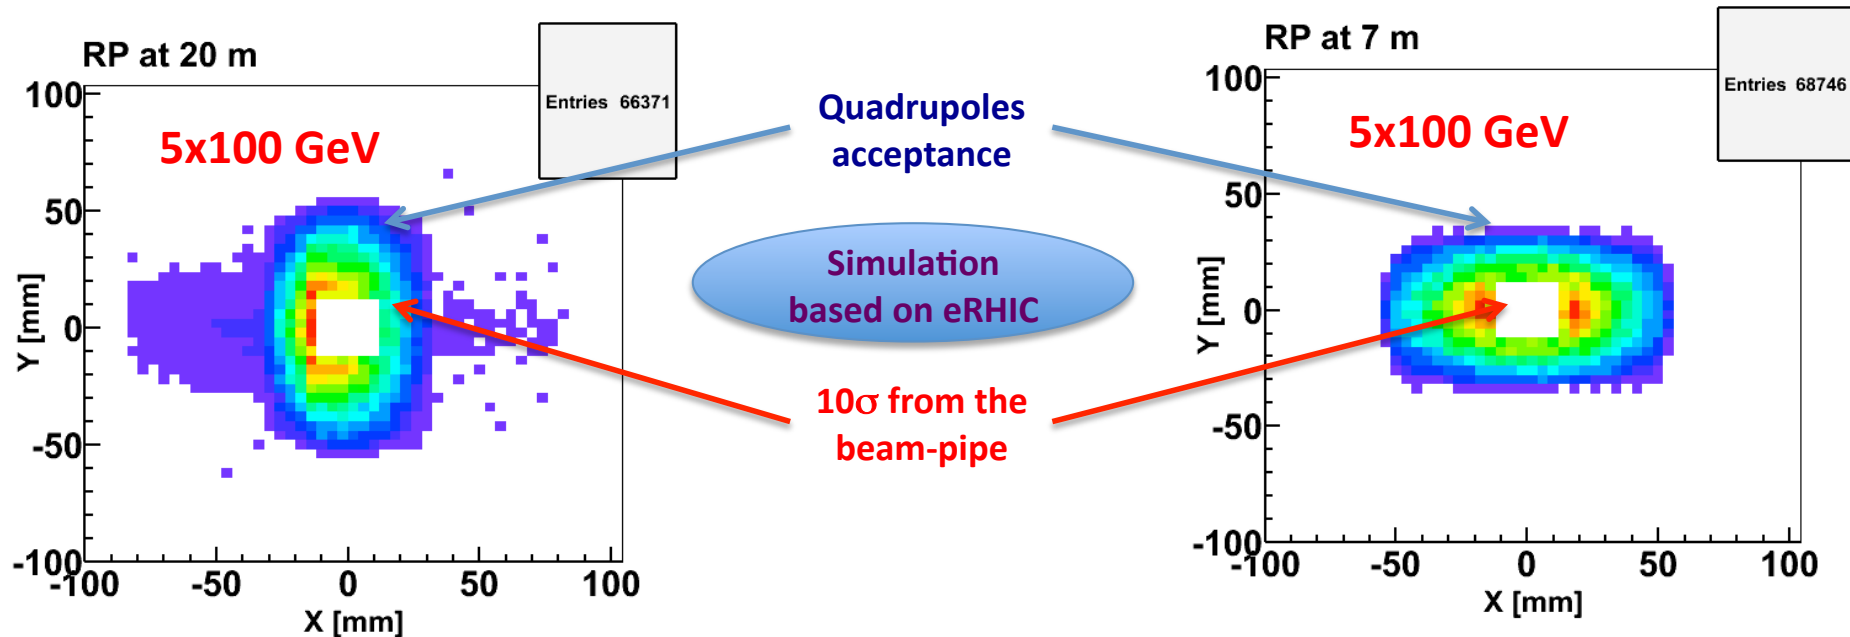 RP at 20 m
Entries 66371
5x100 GeV
100
50
0
-50
-100
Y [mm]
-100
-50
0
50
100
X [mm]
Quadrupoles
acceptance
Simulation
based on eRHIC
10σ from the
beam-pipe
RP at 7 m
Entries 68746
5x100 GeV
100
50
0
-50
-100
Y [mm]
-100
-50
0
50
100
X [mm]